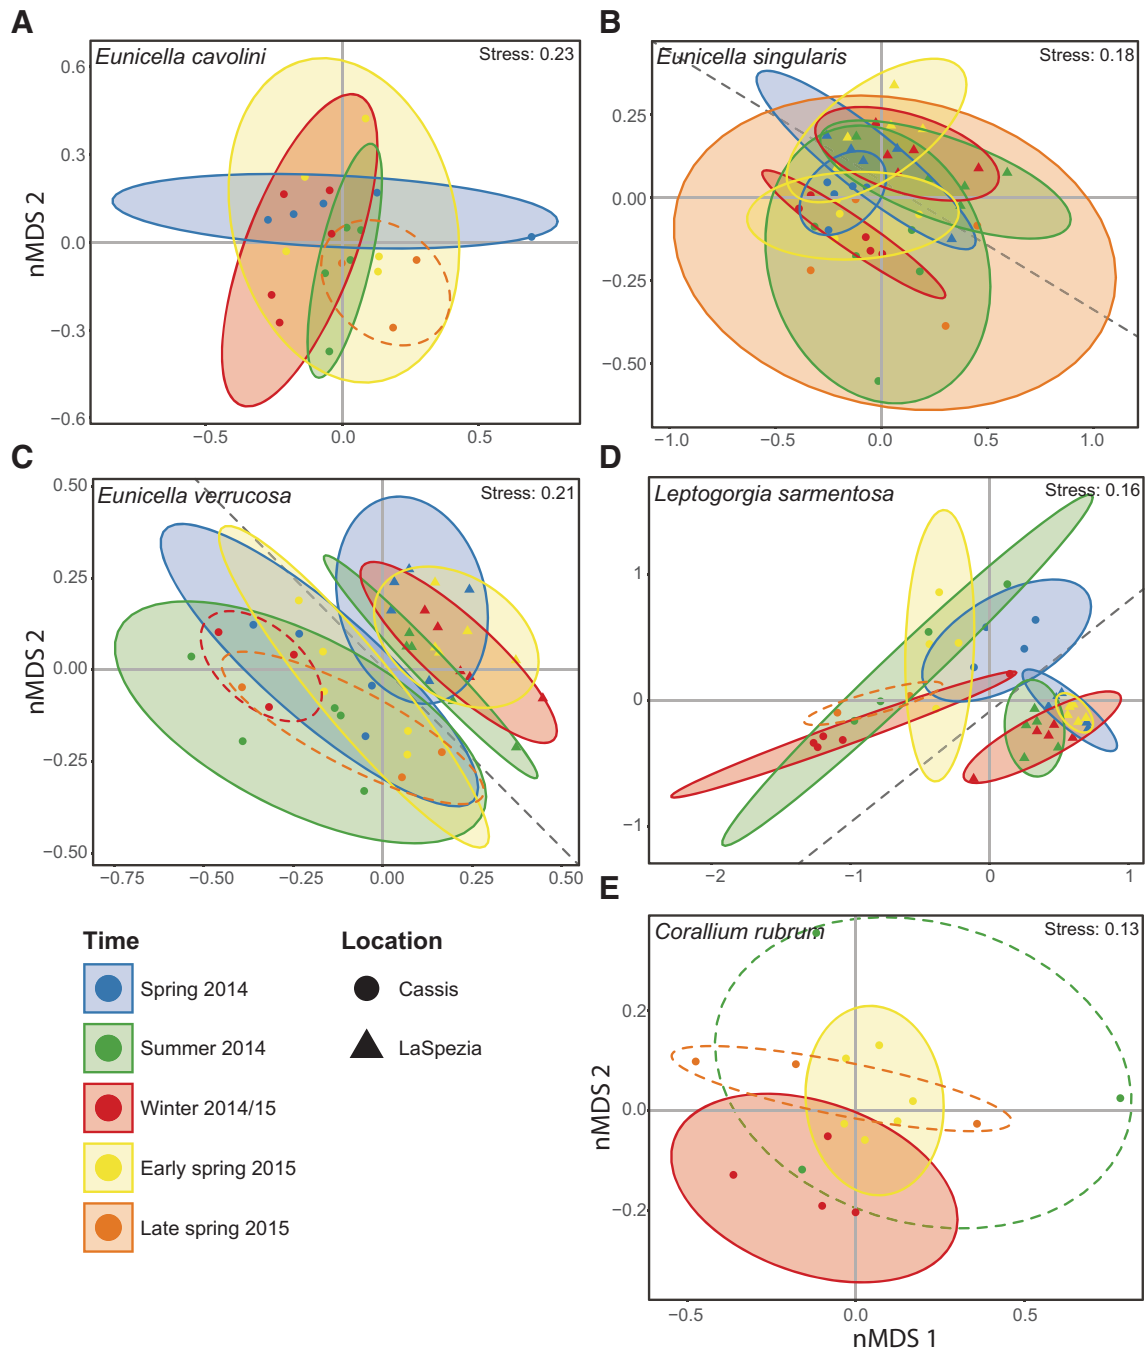 A
Eunicella cavolini
Stress: 0.23
0.6
0.3
0.0
−0.3
−0.6
nMDS 2
−0.5
0.0
0.5
B
Eunicella singularis
Stress: 0.18
0.25
0.00
−0.25
−0.50
−1.0
−0.5
0.0
0.5
1.0
C
Eunicella verrucosa
Stress: 0.21
0.50
0.25
0.00
−0.25
−0.50
nMDS 2
−0.75
−0.50
−0.25
0.00
0.25
0.50
D
Leptogorgia sarmentosa
Stress: 0.16
1
0
−1
−2
−1
0
1
Time
Spring 2014
Summer 2014
Winter 2014/15
Early spring 2015
Late spring 2015
Location
Cassis
LaSpezia
E
Corallium rubrum
Stress: 0.13
0.2
0.0
−0.2
nMDS 2
−0.5
0.0
0.5
nMDS 1